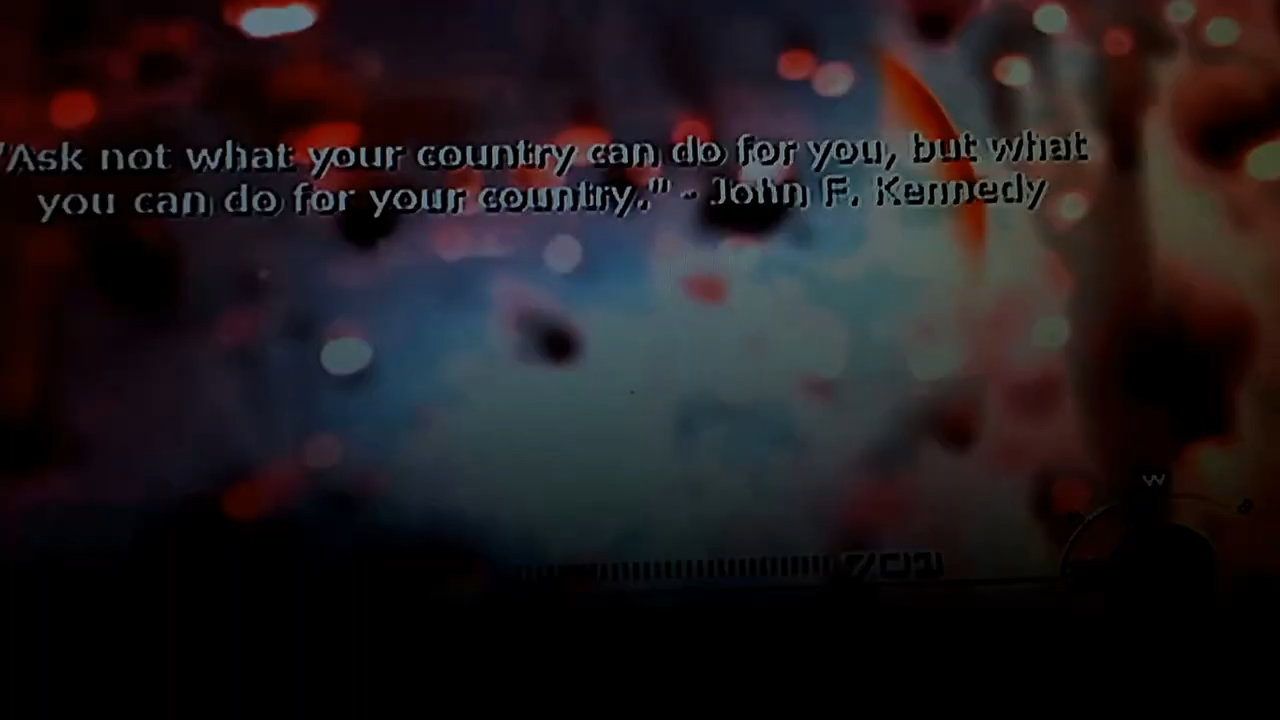 "Ask not what your country can do for you, but what
you can do for your country." - John F. Kennedy
W